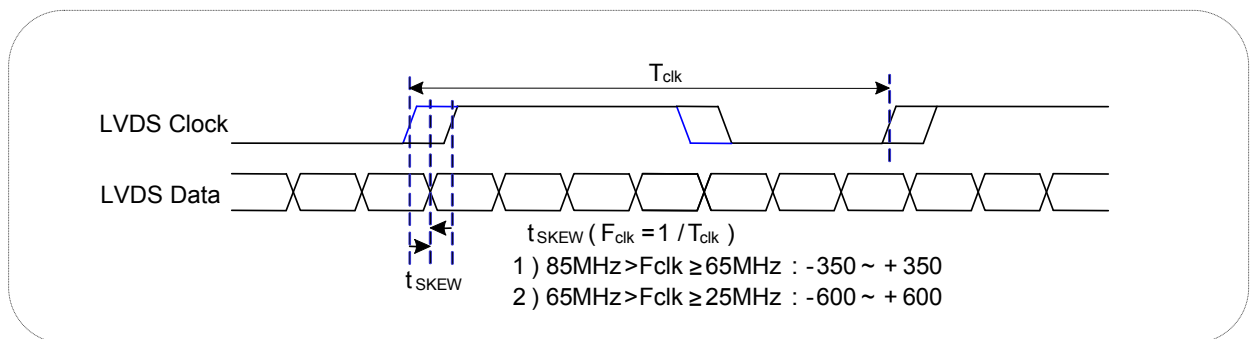 Tclk
LVDS Clock
LVDS Data
tSKEW ( Fclk = 1 / Tclk )
1 ) 85MHz>Fclk ≥ 65MHz : -350 ~ + 350
2 ) 65MHz>Fclk ≥ 25MHz : -600 ~ + 600
t SKEW